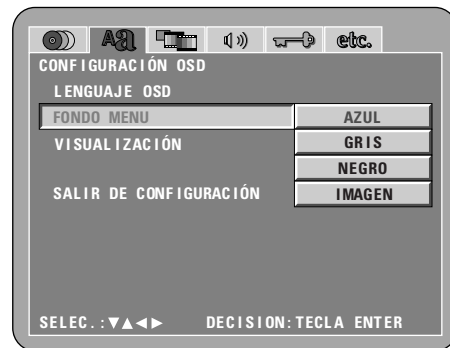 Aa etc.
CONFIGURACIÓN OSD
LENGUAJE OSD
FONDO MENU AZUL
VISUALIZACIÓN GRIS
NEGRO
SALIR DE CONFIGURACIÓN IMAGEN
SELEC.:▼▲◄► DECISION:TECLA ENTER